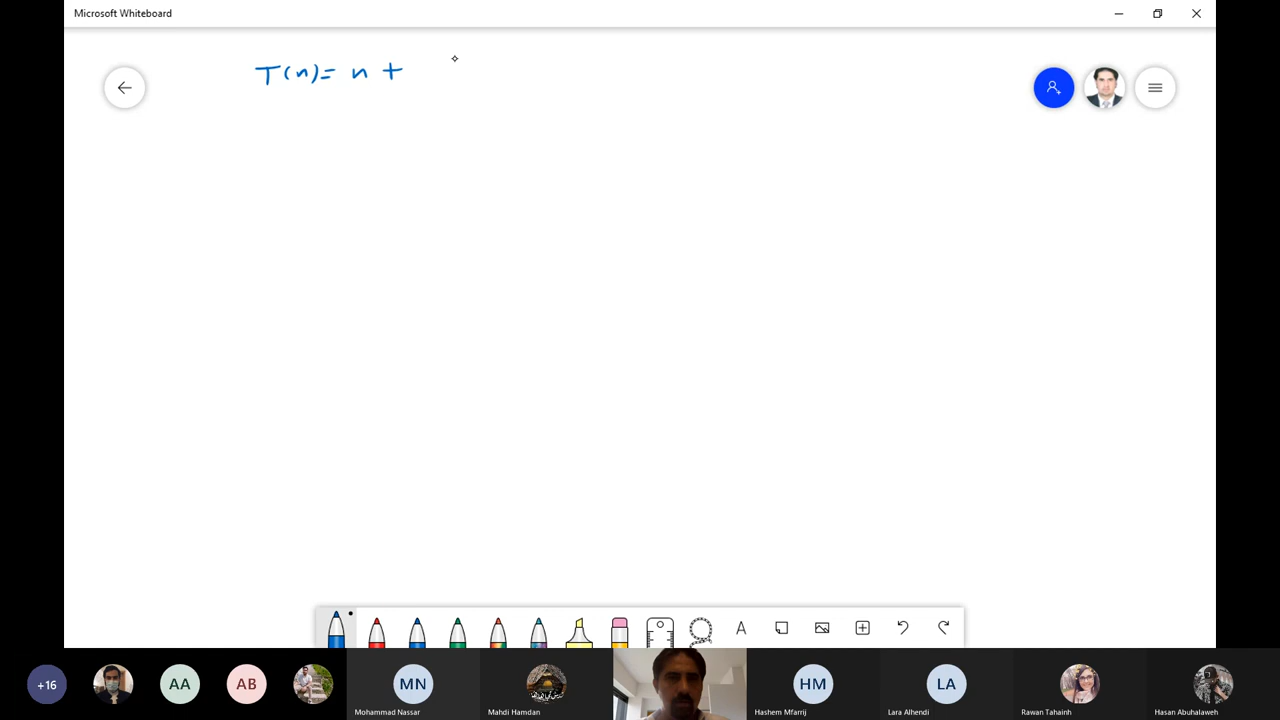 Microsoft Whiteboard
T(n)= n +
A
+16
AA
AB
MN
HM
LA
Mohammad Nassar
Mahdi Hamdan
Hashem Mfarrij
Lara Alhendi
Rawan Tahainh
Hasan Abuhalaweh